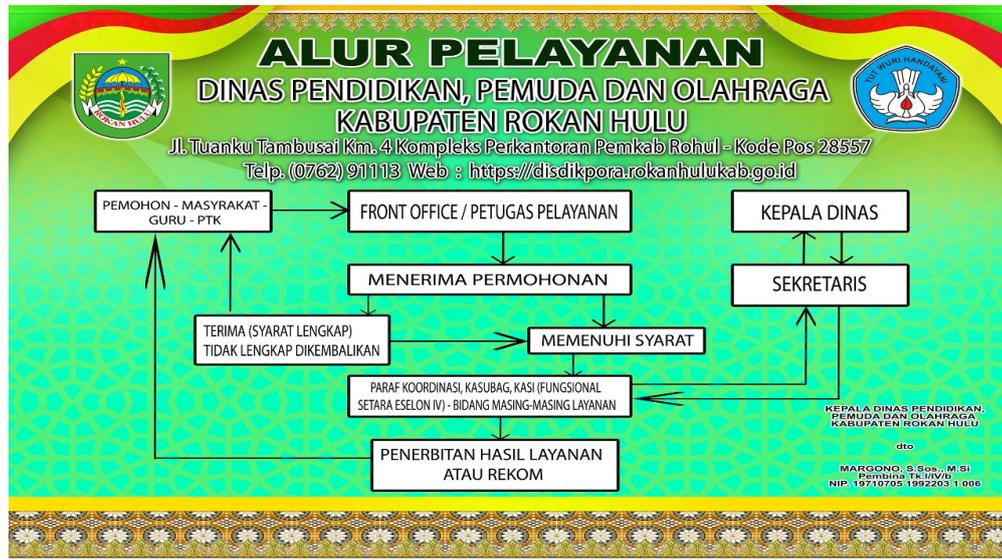 ALUR PELAYANAN
DINAS PENDIDIKAN, PEMUDA DAN OLAHRAGA
KABUPATEN ROKAN HULU
Jl. Tuanku Tambusai Km. 4 Kompleks Perkantoran Pemkab Rohul - Kode Pos 28557
Telp. (0762) 91113 Web : https://disdikpora.rokanhulukab.go.id
ROKAN HULU
TUT WURI HANDAYANI
PEMOHON - MASYRAKAT -
GURU - PTK
FRONT OFFICE / PETUGAS PELAYANAN
KEPALA DINAS
MENERIMA PERMOHONAN
SEKRETARIS
TERIMA (SYARAT LENGKAP)
TIDAK LENGKAP DIKEMBALIKAN
MEMENUHI SYARAT
PARAF KOORDINASI, KASUBAG, KASI (FUNGSIONAL
SETARA ESELON IV) - BIDANG MASING-MASING LAYANAN
PENERBITAN HASIL LAYANAN
ATAU REKOM
KEPALA DINAS PENDIDIKAN,
PEMUDA DAN OLAHRAGA
KABUPATEN ROKAN HULU
dto
MARGONO, S.Sos., M.Si
Pembina Tk.I/IV/b
NIP. 19710705 1992203 1 006